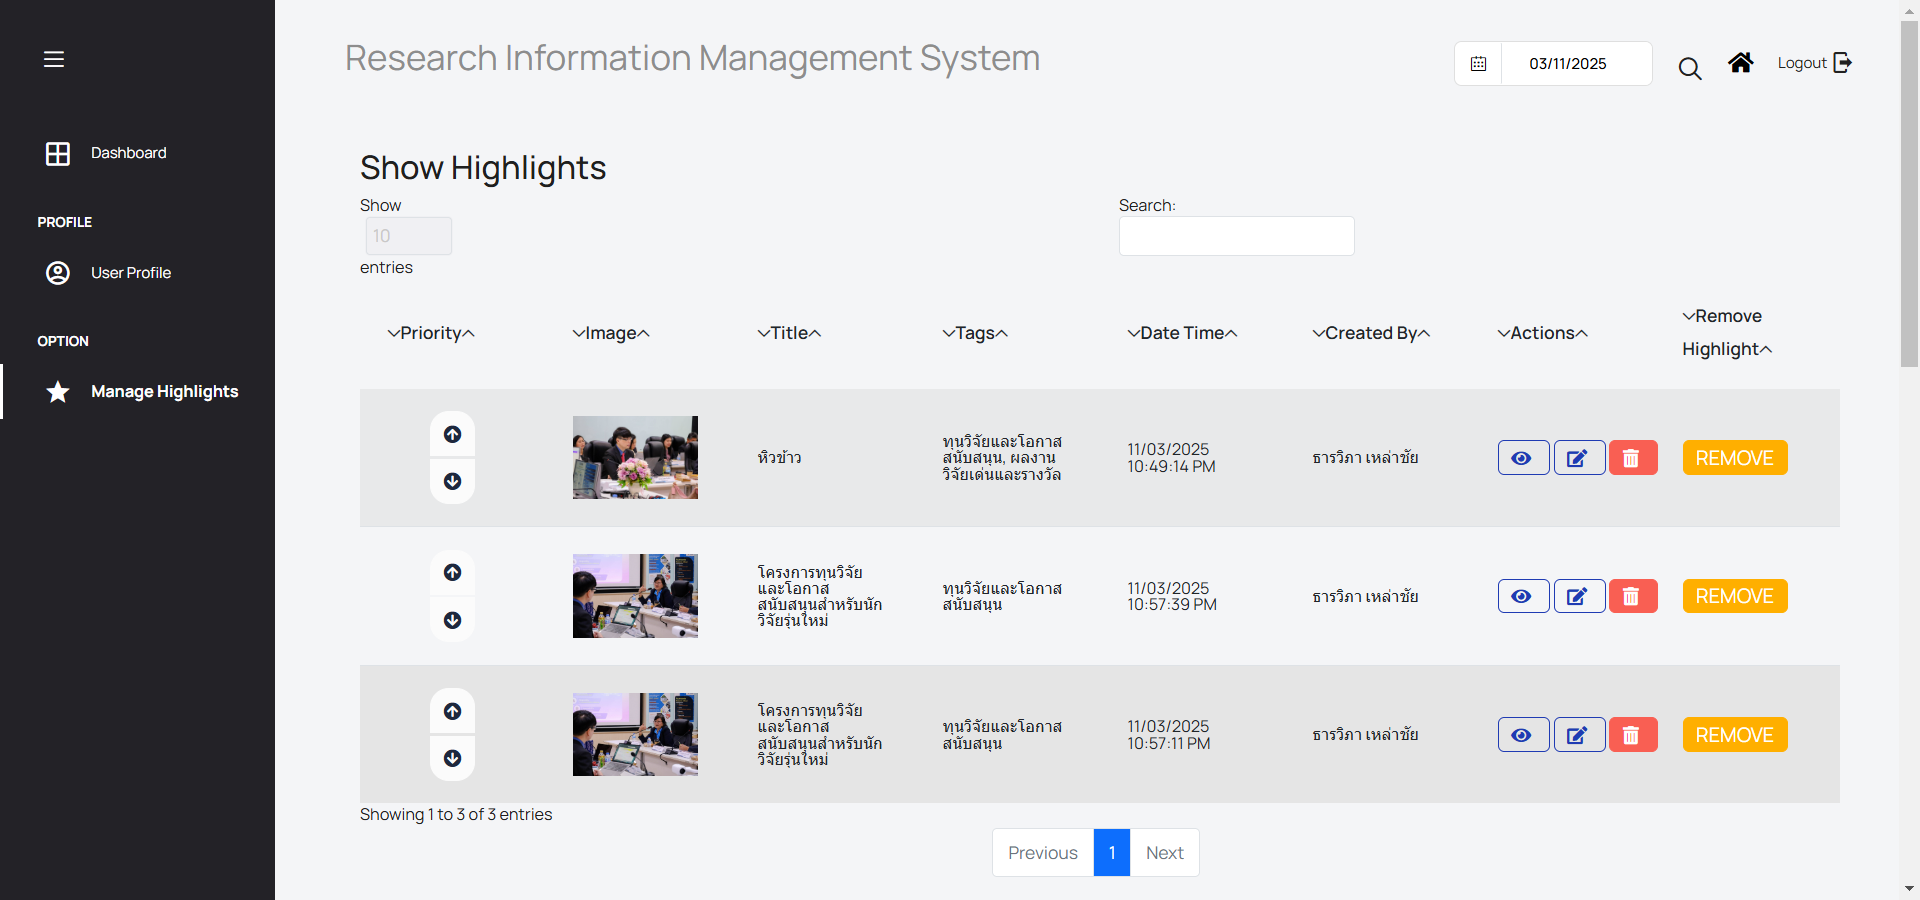 Research Information Management System
03/11/2025
Logout
Dashboard
PROFILE
User Profile
OPTION
Manage Highlights
Show Highlights
Show
10
entries
Search:
Priority
Image
Title
Tags
Date Time
Created By
Actions
Remove
Highlight
หิวข้าว
ทุนวิจัยและโอกาส
สนับสนุน, ผลงาน
วิจัยเด่นและรางวัล
11/03/2025
10:49:14 PM
ธารวิภา เหล่าชัย
REMOVE
โครงการทุนวิจัย
และโอกาส
สนับสนุนสำหรับนัก
วิจัยรุ่นใหม่
ทุนวิจัยและโอกาส
สนับสนุน
11/03/2025
10:57:39 PM
ธารวิภา เหล่าชัย
REMOVE
โครงการทุนวิจัย
และโอกาส
สนับสนุนสำหรับนัก
วิจัยรุ่นใหม่
ทุนวิจัยและโอกาส
สนับสนุน
11/03/2025
10:57:11 PM
ธารวิภา เหล่าชัย
REMOVE
Showing 1 to 3 of 3 entries
Previous
1
Next